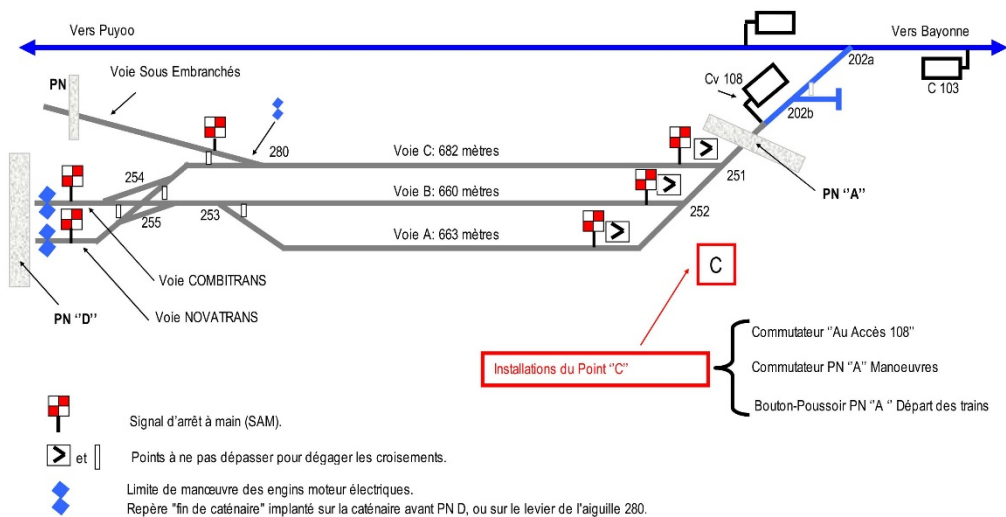 Vers Puyoo
Vers Bayonne
202a
Voie Sous Embranchés
PN
Cv 108
C 103
202b
280
Voie C: 682 mètres
251
PN ‘’A’’
254
Voie B: 660 mètres
252
255
253
Voie A: 663 mètres
C
Voie COMBITRANS
PN ‘’D’’
Voie NOVATRANS
Commutateur ‘’Au Accès 108’’
Installations du Point ‘’C’’
Commutateur PN ‘’A’’ Manoeuvres
Bouton-Poussoir PN ‘’A ‘’ Départ des trains
Signal d’arrêt à main (SAM).
et
Points à ne pas dépasser pour dégager les croisements.
Limite de manœuvre des engins moteur électriques.
Repère "fin de caténaire" implanté sur la caténaire avant PN D, ou sur le levier de l'aiguille 280.